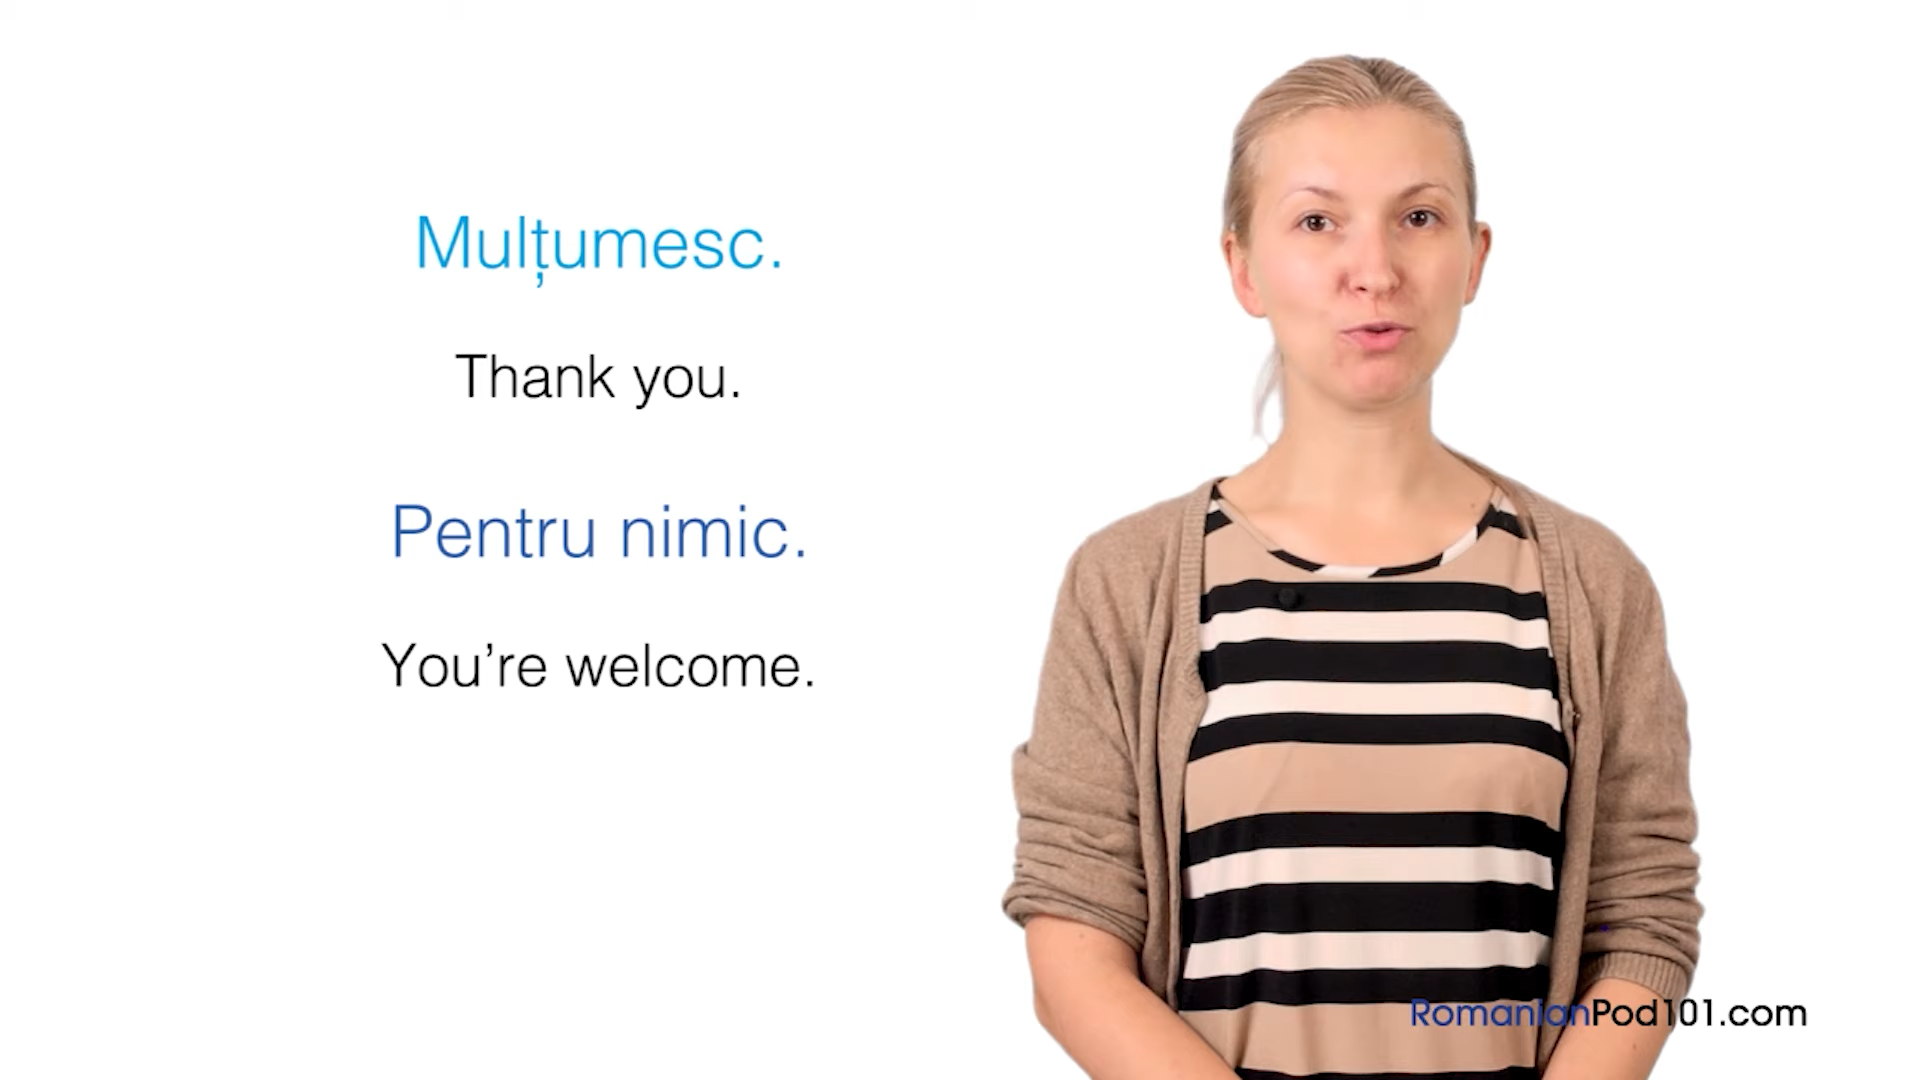 Mulțumesc.
Thank you.
Pentru nimic.
You’re welcome.
RomanianPod101.com